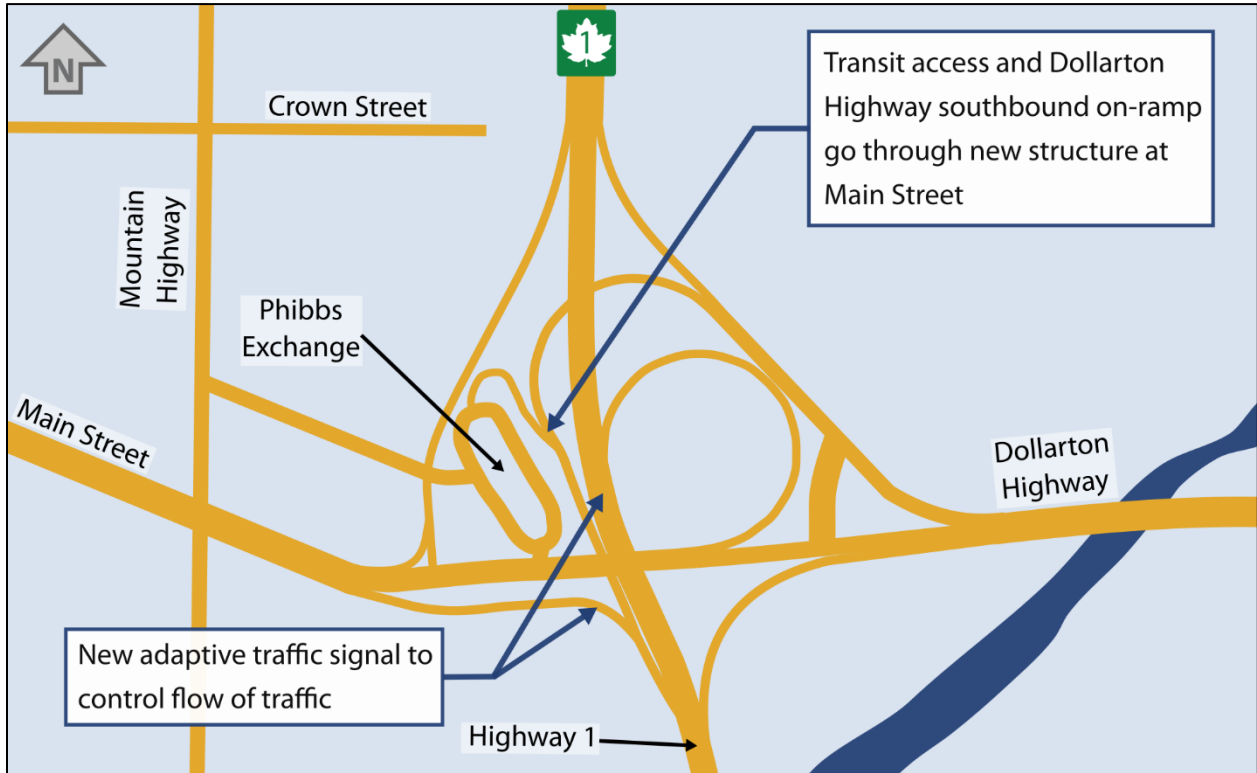 N
1
Crown Street
Mountain
Highway
Transit access and Dollarton
Highway southbound on-ramp
go through new structure at
Main Street
Phibbs
Exchange
Main Street
Dollarton
Highway
New adaptive traffic signal to
control flow of traffic
Highway 1